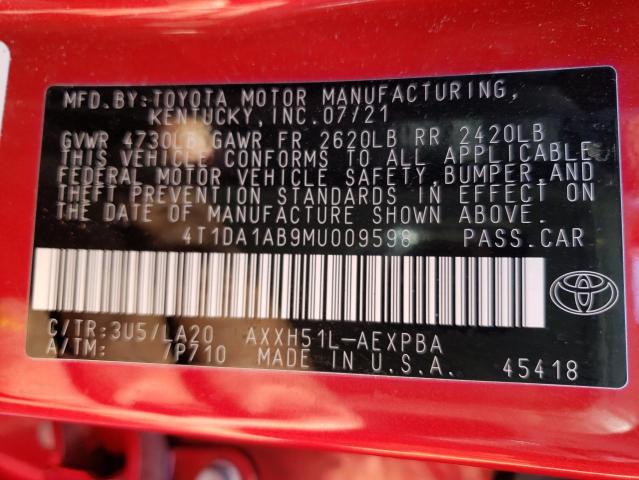 MFD.BY:TOYOTA MOTOR MANUFACTURING,
KENTUCKY,INC.07/21
GVWR 4730LB GAWR FR 2620LB RR 2420LB
THIS VEHICLE CONFORMS TO ALL APPLICABLE
FEDERAL MOTOR VEHICLE SAFETY,BUMPER,AND
THEFT PREVENTION STANDARDS IN EFFECT ON
THE DATE OF MANUFACTURE SHOWN ABOVE.
4T1DA1AB9MU009598 PASS.CAR
C/TR:3U5/LA20 AXXH51L-AEXPBA
A/TM: /P710 MADE IN U.S.A. 45418